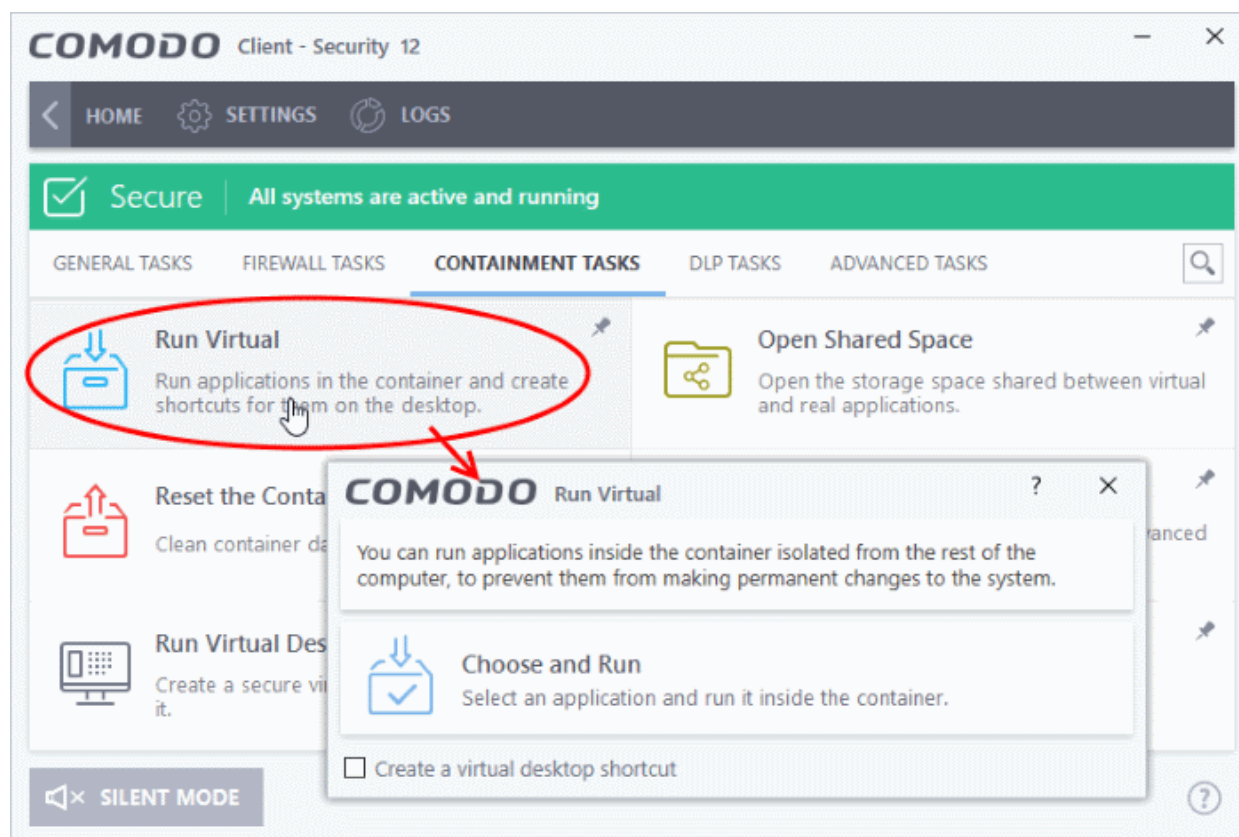 COMODO Client - Security 12
HOME SETTINGS LOGS
Secure All systems are active and running
GENERAL TASKS FIREWALL TASKS CONTAINMENT TASKS DLP TASKS ADVANCED TASKS
Run Virtual
Run applications in the container and create
shortcuts for them on the desktop.
Open Shared Space
Open the storage space shared between virtual
and real applications.
Reset the
Clean container
Run Virtual
Create a secure
it.
COMODO Run Virtual ?
You can run applications inside the container isolated from the rest of the
computer, to prevent them from making permanent changes to the system.
Choose and Run
Select an application and run it inside the container.
Create a virtual desktop shortcut
SILENT MODE
?